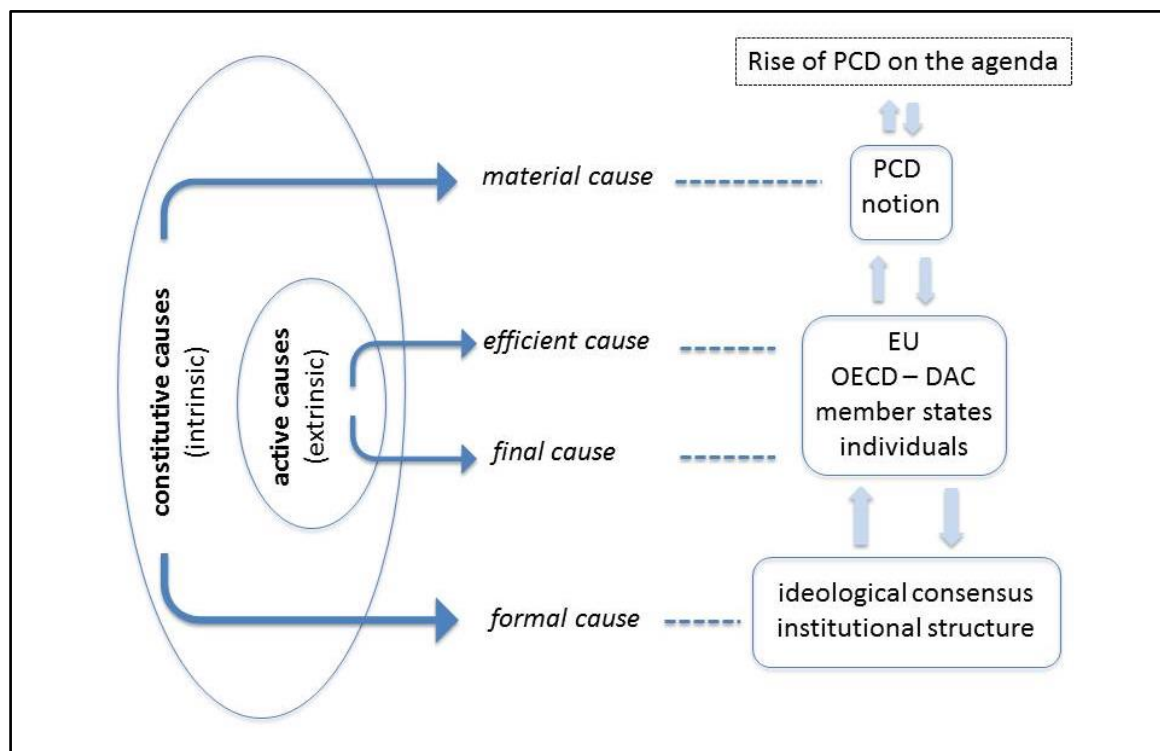 Rise of PCD on the agenda
material cause
PCD
notion
constitutive causes
(intrinsic)
active causes
(extrinsic)
efficient cause
EU
OECD – DAC
member states
individuals
final cause
formal cause
ideological consensus
institutional structure